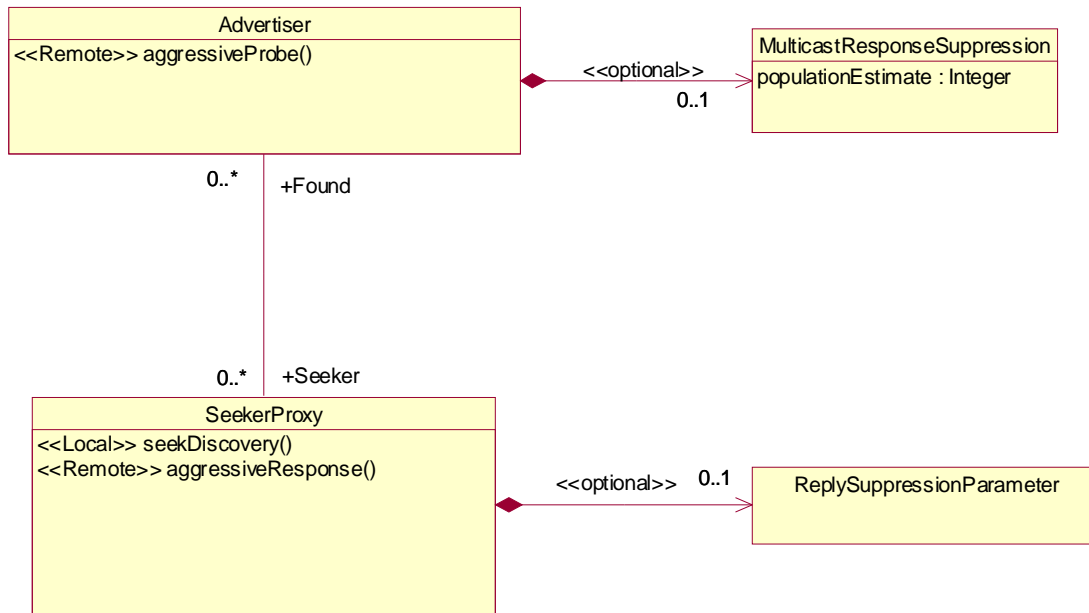 Advertiser
<<Remote>> aggressiveProbe()
<<optional>>
0..1
MulticastResponseSuppression
populationEstimate : Integer
0..*
+Found
0..*
+Seeker
SeekerProxy
<<Local>> seekDiscovery()
<<Remote>> aggressiveResponse()
<<optional>>
0..1
ReplySuppressionParameter